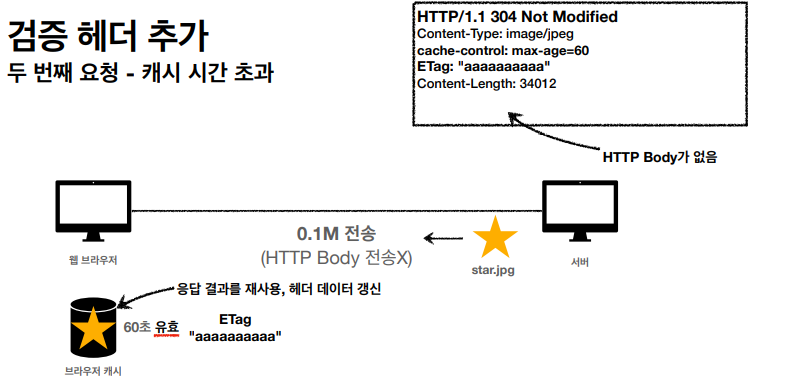 검증 헤더 추가
두 번째 요청 - 캐시 시간 초과
HTTP/1.1 304 Not Modified
Content-Type: image/jpeg
cache-control: max-age=60
ETag: "aaaaaaaaaa"
Content-Length: 34012
HTTP Body가 없음
0.1M 전송
(HTTP Body 전송X)
웹 브라우저
star.jpg
서버
응답 결과를 재사용, 헤더 데이터 갱신
60초 유효
ETag
"aaaaaaaaaa"
브라우저 캐시